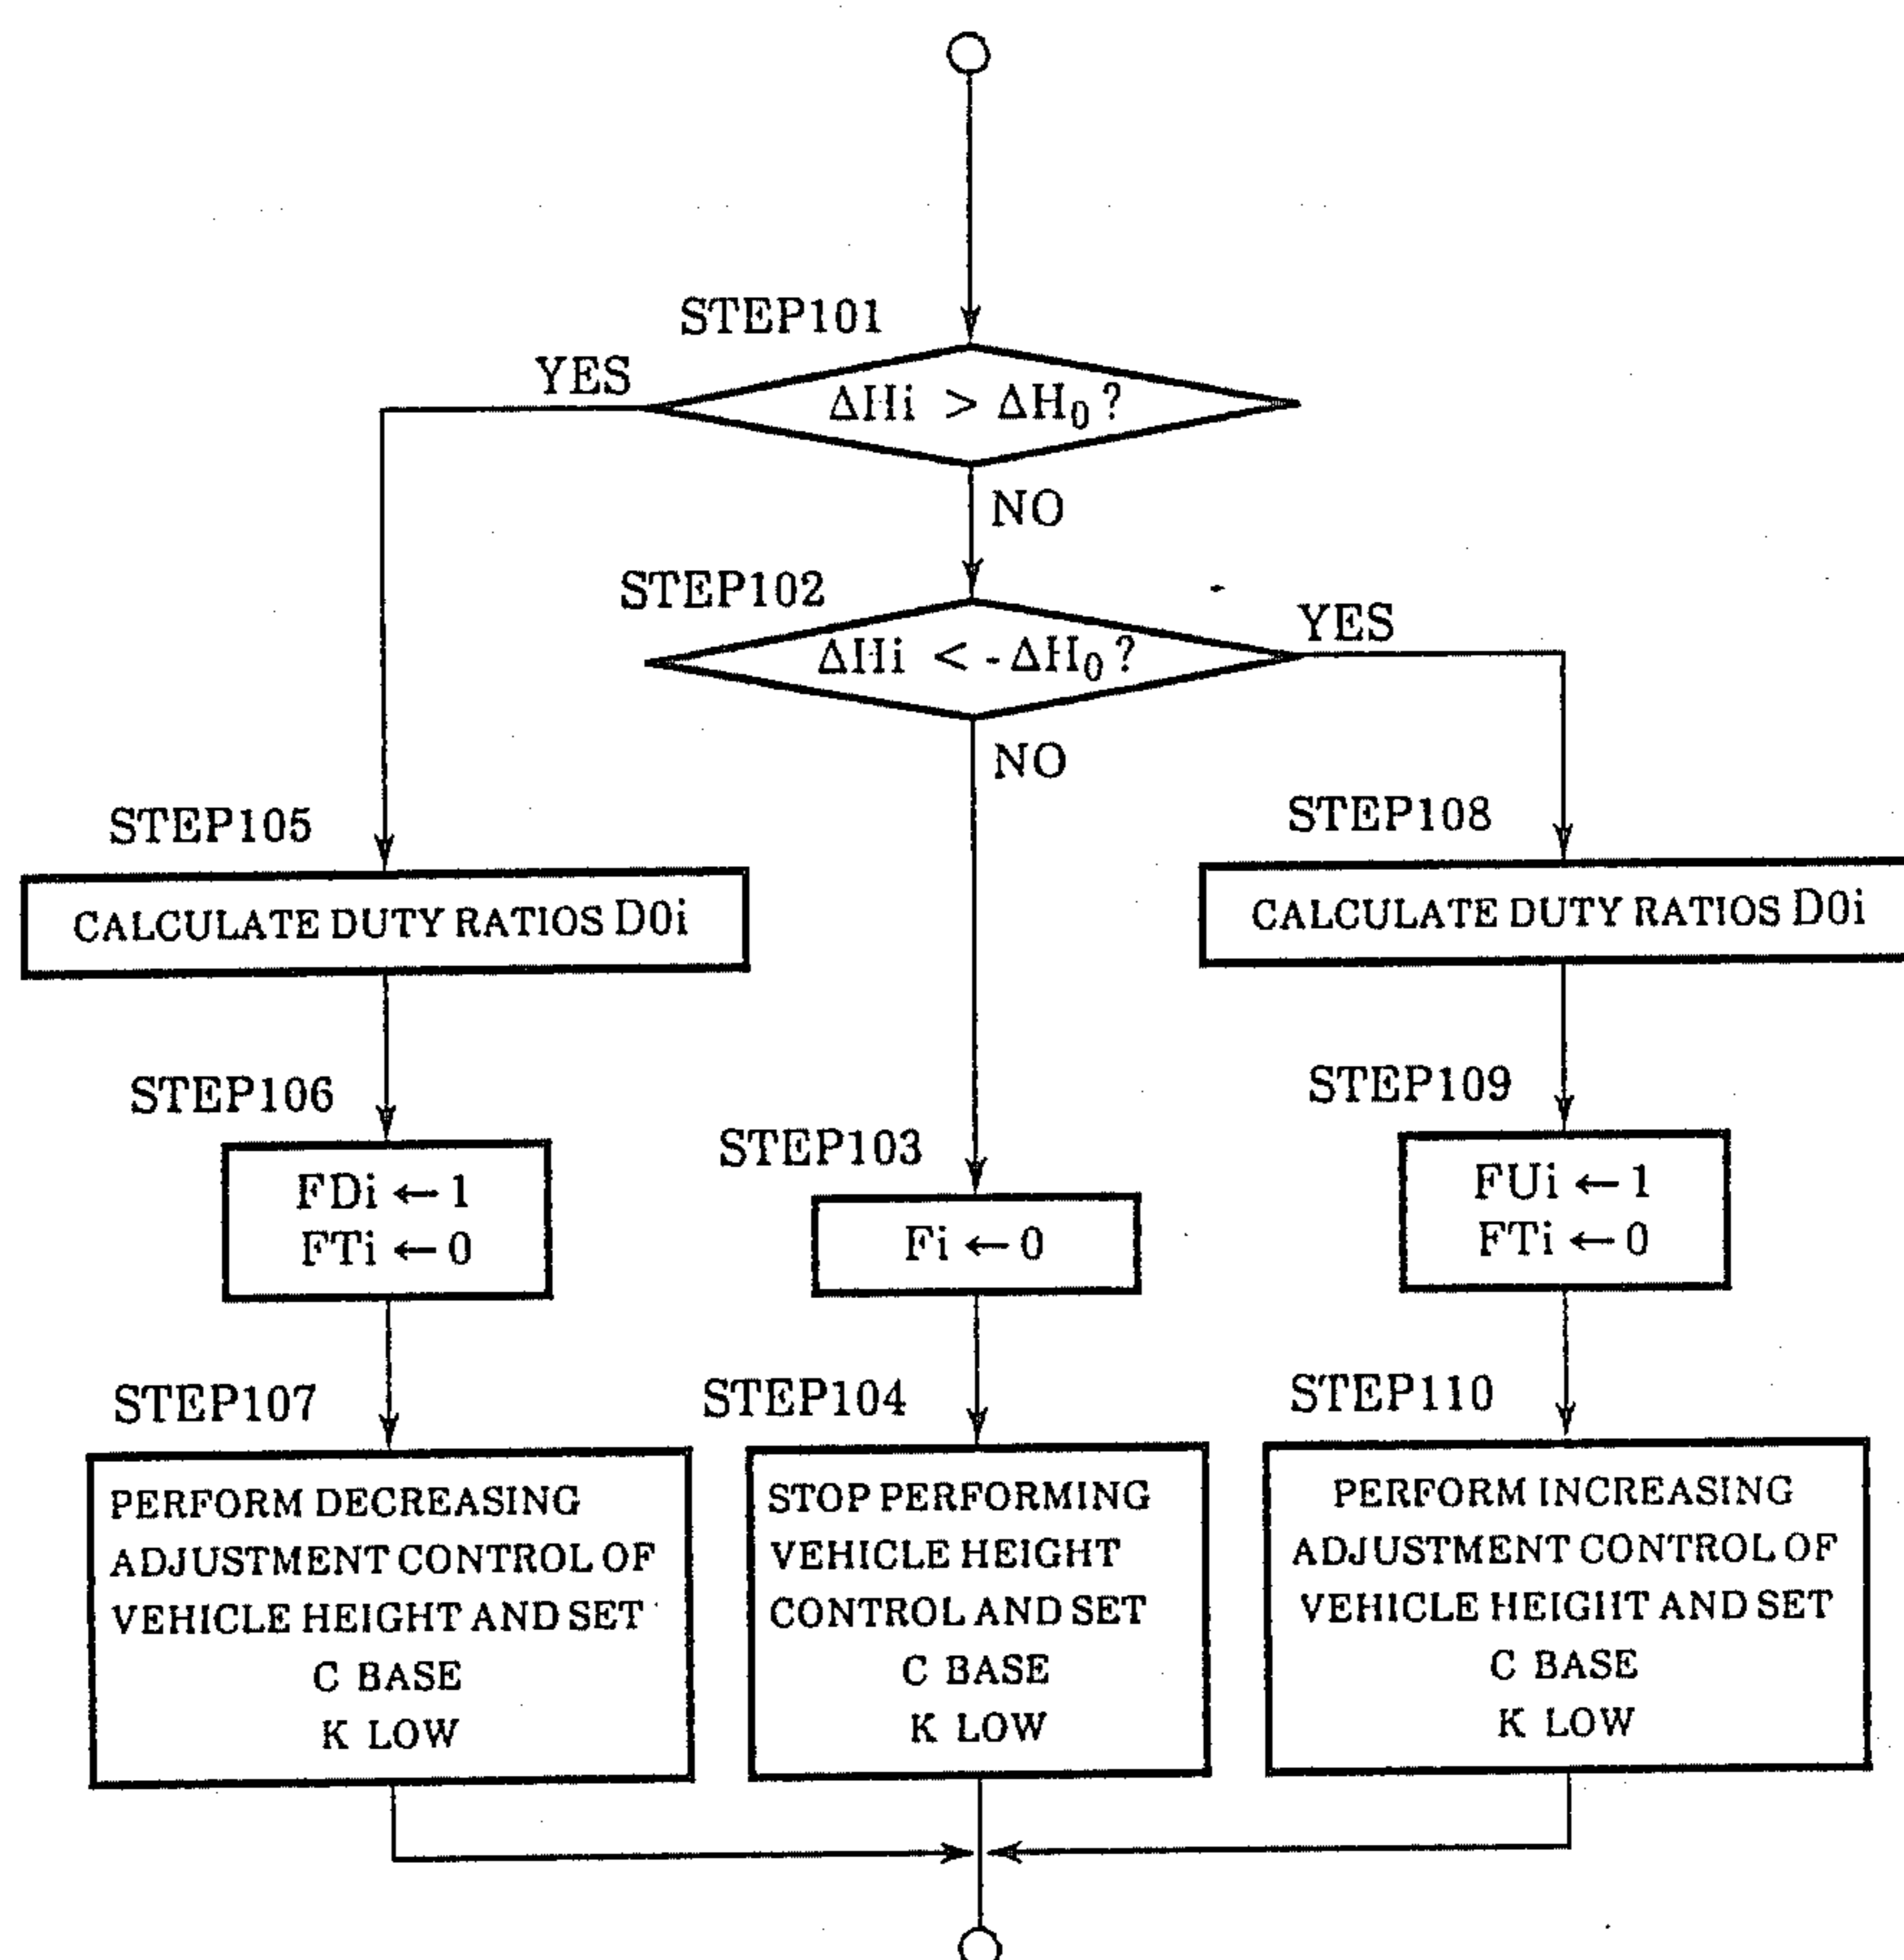 STEP101
YES
ΔHi > ΔH₀ ?
NO
STEP102
YES
ΔHi < - ΔH₀ ?
NO
STEP105
CALCULATE DUTY RATIOS D0i
STEP108
CALCULATE DUTY RATIOS D0i
STEP106
FDi ← 1
FTi ← 0
STEP103
Fi ← 0
STEP109
FUi ← 1
FTi ← 0
STEP107
PERFORM DECREASING
ADJUSTMENT CONTROL OF
VEHICLE HEIGHT AND SET
C BASE
K LOW
STEP104
STOP PERFORMING
VEHICLE HEIGHT
CONTROL AND SET
C BASE
K LOW
STEP110
PERFORM INCREASING
ADJUSTMENT CONTROL OF
VEHICLE HEIGHT AND SET
C BASE
K LOW